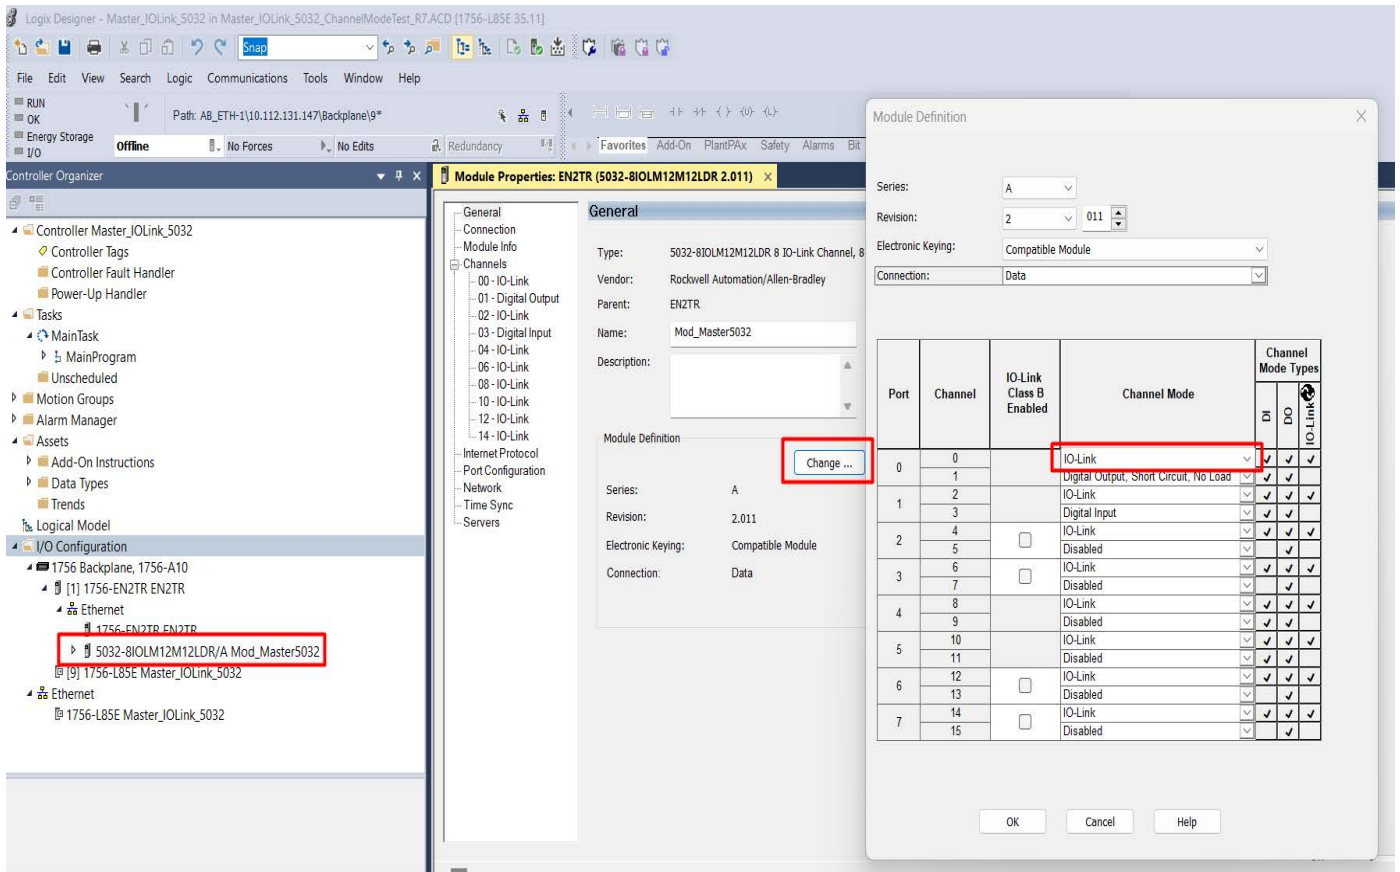 Logix Designer - Master_IOLink_5032 in Master_IOLink_5032_ChannelModeTest_R7.ACD [1756-L85E 35.11]
Snap
File Edit View Search Logic Communications Tools Window Help
RUN
OK
Energy Storage
I/O
Path: AB_ETH-1\10.112.131.147\Backplane\9*
Offline
No Forces
No Edits
Redundancy
Favorites Add-On PlantPAx Safety Alarms Bit
Controller Organizer
Controller Master_IOLink_5032
Controller Tags
Controller Fault Handler
Power-Up Handler
Tasks
MainTask
MainProgram
Unscheduled
Motion Groups
Alarm Manager
Assets
Add-On Instructions
Data Types
Trends
Logical Model
I/O Configuration
1756 Backplane, 1756-A10
[1] 1756-EN2TR EN2TR
Ethernet
1756-EN2TR EN2TR
5032-8IOLM12M12LDR/A Mod_Master5032
[9] 1756-L85E Master_IOLink_5032
Ethernet
1756-L85E Master_IOLink_5032
Module Properties: EN2TR (5032-8IOLM12M12LDR 2.011)
General
Connection
Module Info
Channels
00 - IO-Link
01 - Digital Output
02 - IO-Link
03 - Digital Input
04 - IO-Link
06 - IO-Link
08 - IO-Link
10 - IO-Link
12 - IO-Link
14 - IO-Link
Internet Protocol
Port Configuration
Network
Time Sync
Servers
General
Type: 5032-8IOLM12M12LDR 8 IO-Link Channel, 8
Vendor: Rockwell Automation/Allen-Bradley
Parent: EN2TR
Name: Mod_Master5032
Description:
Module Definition
Change ...
Series: A
Revision: 2.011
Electronic Keying: Compatible Module
Connection: Data
Module Definition
Series: A
Revision: 2 011
Electronic Keying: Compatible Module
Connection: Data
Port Channel IO-Link Class B Enabled Channel Mode Channel Mode Types
DI DO IO-Link
0 0 IO-Link
1 Digital Output, Short Circuit, No Load
1 2 IO-Link
3 Digital Input
2 4 IO-Link
5 Disabled
3 6 IO-Link
7 Disabled
4 8 IO-Link
9 Disabled
5 10 IO-Link
11 Disabled
6 12 IO-Link
13 Disabled
7 14 IO-Link
15 Disabled
OK Cancel Help